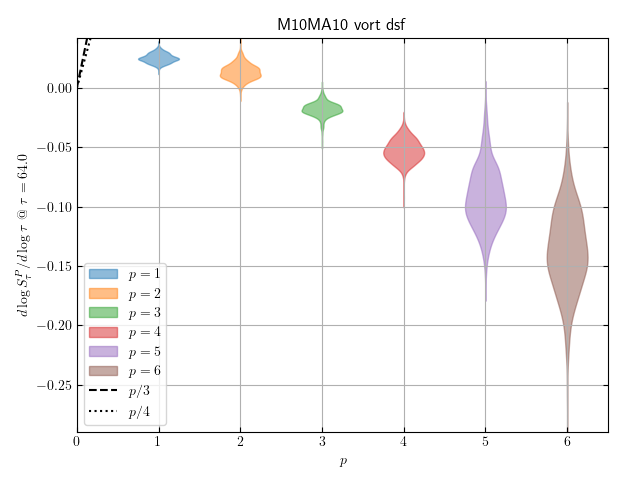 M10MA10 vort dsf
d log S_τ^P / d log τ @ τ = 64.0
0.00
−0.05
−0.10
−0.15
−0.20
−0.25
p = 1
p = 2
p = 3
p = 4
p = 5
p = 6
p/3
p/4
0 1 2 3 4 5 6
p